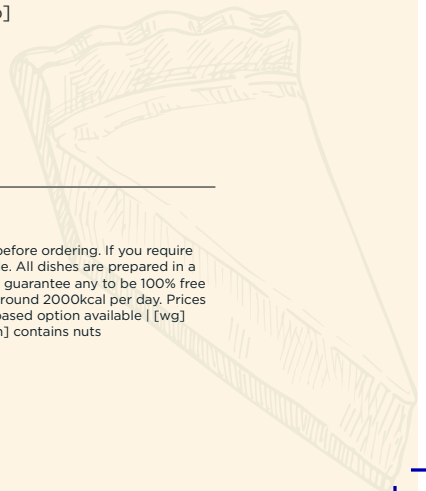 ]
before ordering. If you require
e. All dishes are prepared in a
guarantee any to be 100% free
round 2000kcal per day. Prices
based option available | [wg]
] contains nuts